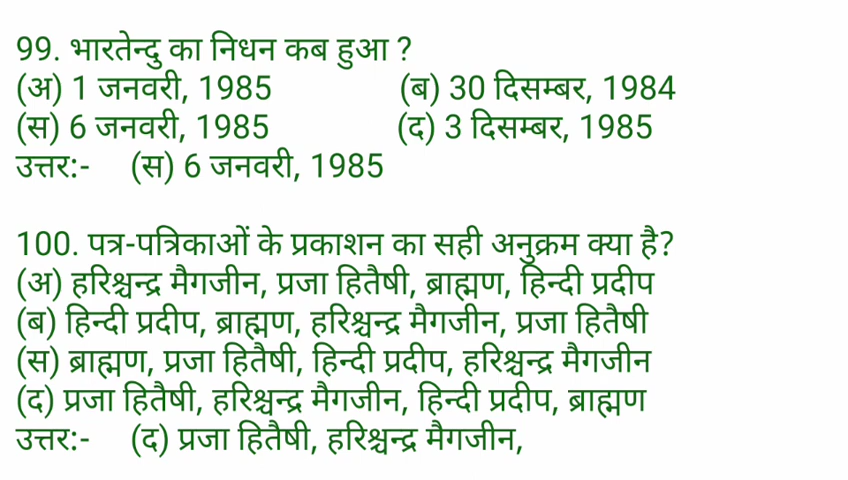 99. भारतेन्दु का निधन कब हुआ ?
(अ) 1 जनवरी, 1985 (ब) 30 दिसम्बर, 1984
(स) 6 जनवरी, 1985 (द) 3 दिसम्बर, 1985
उत्तर:- (स) 6 जनवरी, 1985
100. पत्र-पत्रिकाओं के प्रकाशन का सही अनुक्रम क्या है?
(अ) हरिश्चन्द्र मैगजीन, प्रजा हितैषी, ब्राह्मण, हिन्दी प्रदीप
(ब) हिन्दी प्रदीप, ब्राह्मण, हरिश्चन्द्र मैगजीन, प्रजा हितैषी
(स) ब्राह्मण, प्रजा हितैषी, हिन्दी प्रदीप, हरिश्चन्द्र मैगजीन
(द) प्रजा हितैषी, हरिश्चन्द्र मैगजीन, हिन्दी प्रदीप, ब्राह्मण
उत्तर:- (द) प्रजा हितैषी, हरिश्चन्द्र मैगजीन,